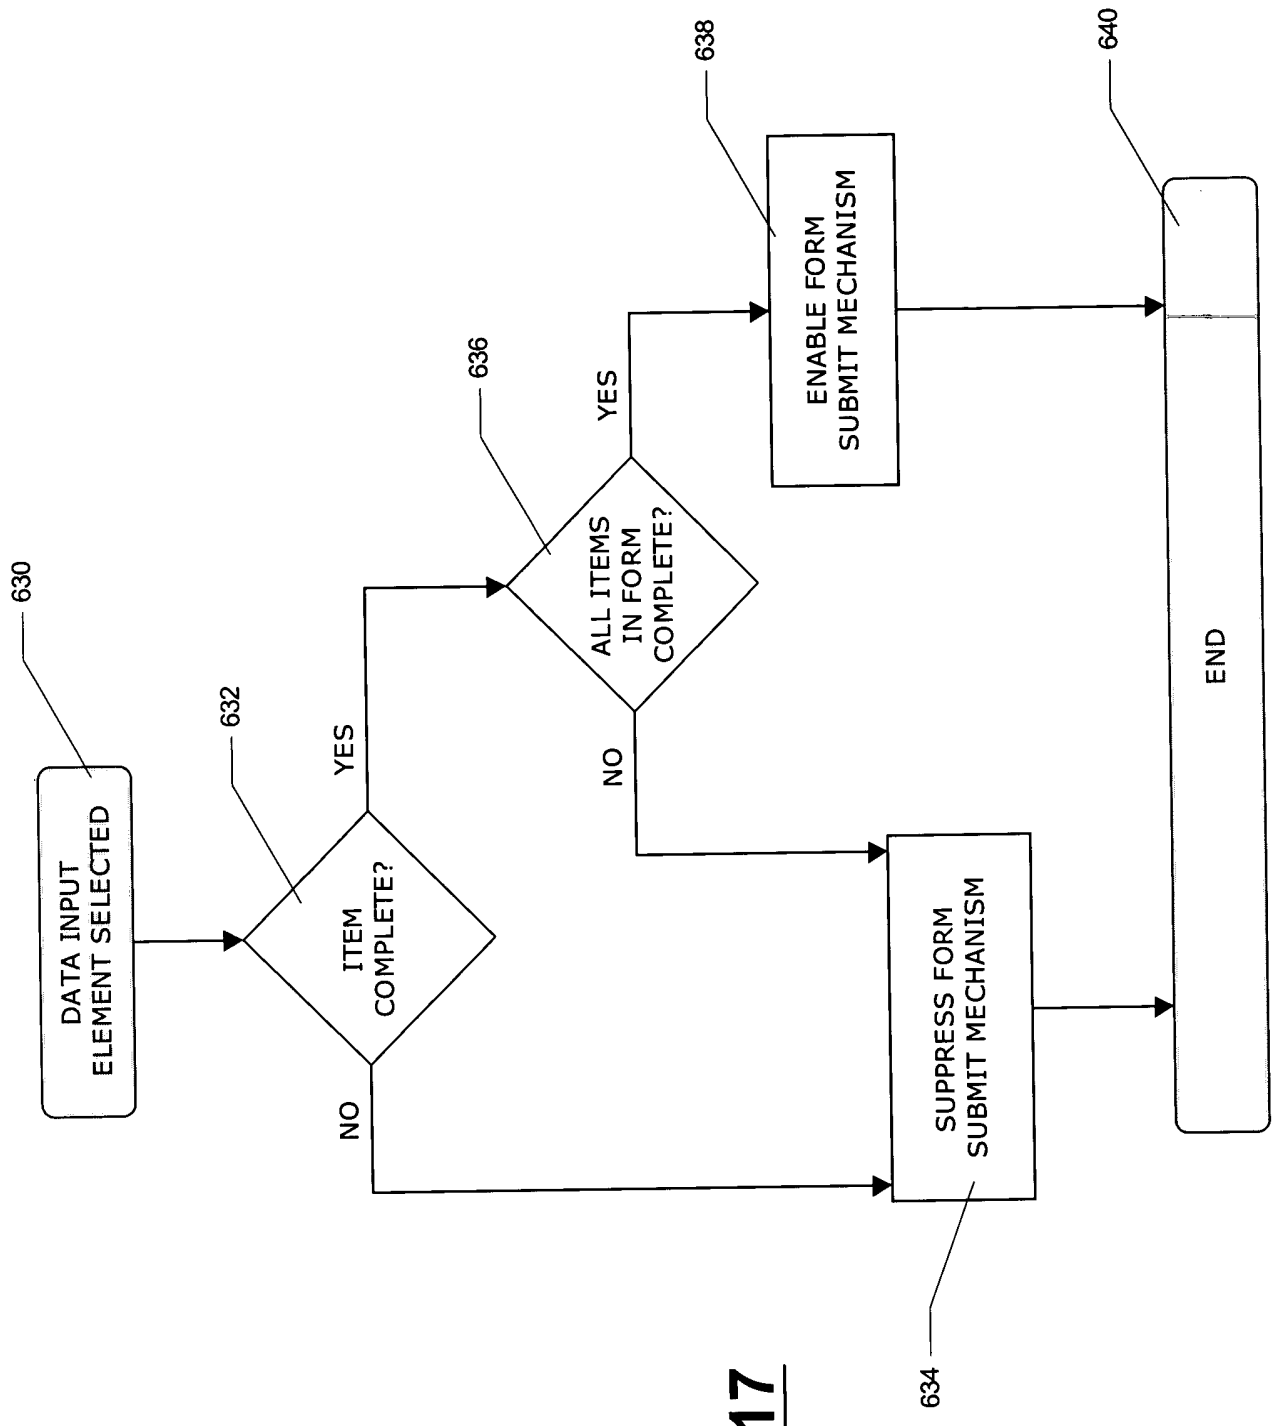 630
DATA INPUT
ELEMENT SELECTED
632
ITEM
COMPLETE?
NO
YES
636
ALL ITEMS
IN FORM
COMPLETE?
NO
YES
638
ENABLE FORM
SUBMIT MECHANISM
SUPPRESS FORM
SUBMIT MECHANISM
634
640
END
17